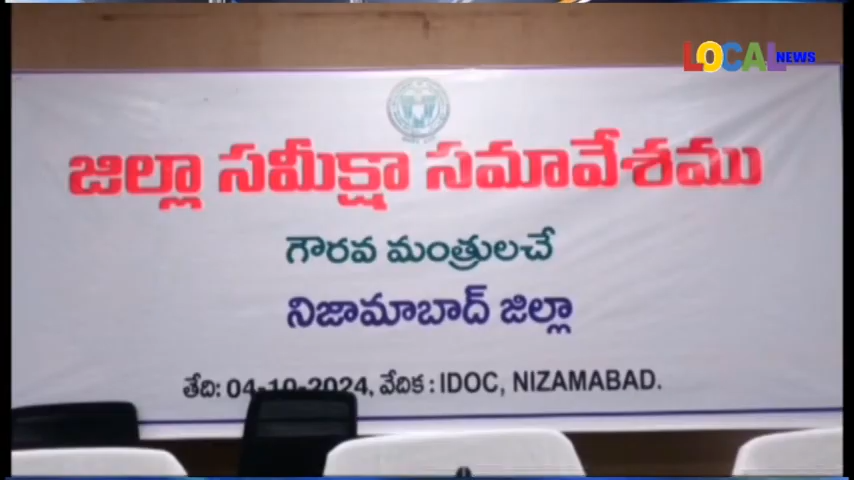 LOCAL NEWS
జిల్లా సమీక్షా సమావేశము
గౌరవ మంత్రులచే
నిజామాబాద్ జిల్లా
తేది: 04-10-2024, వేదిక : IDOC, NIZAMABAD.